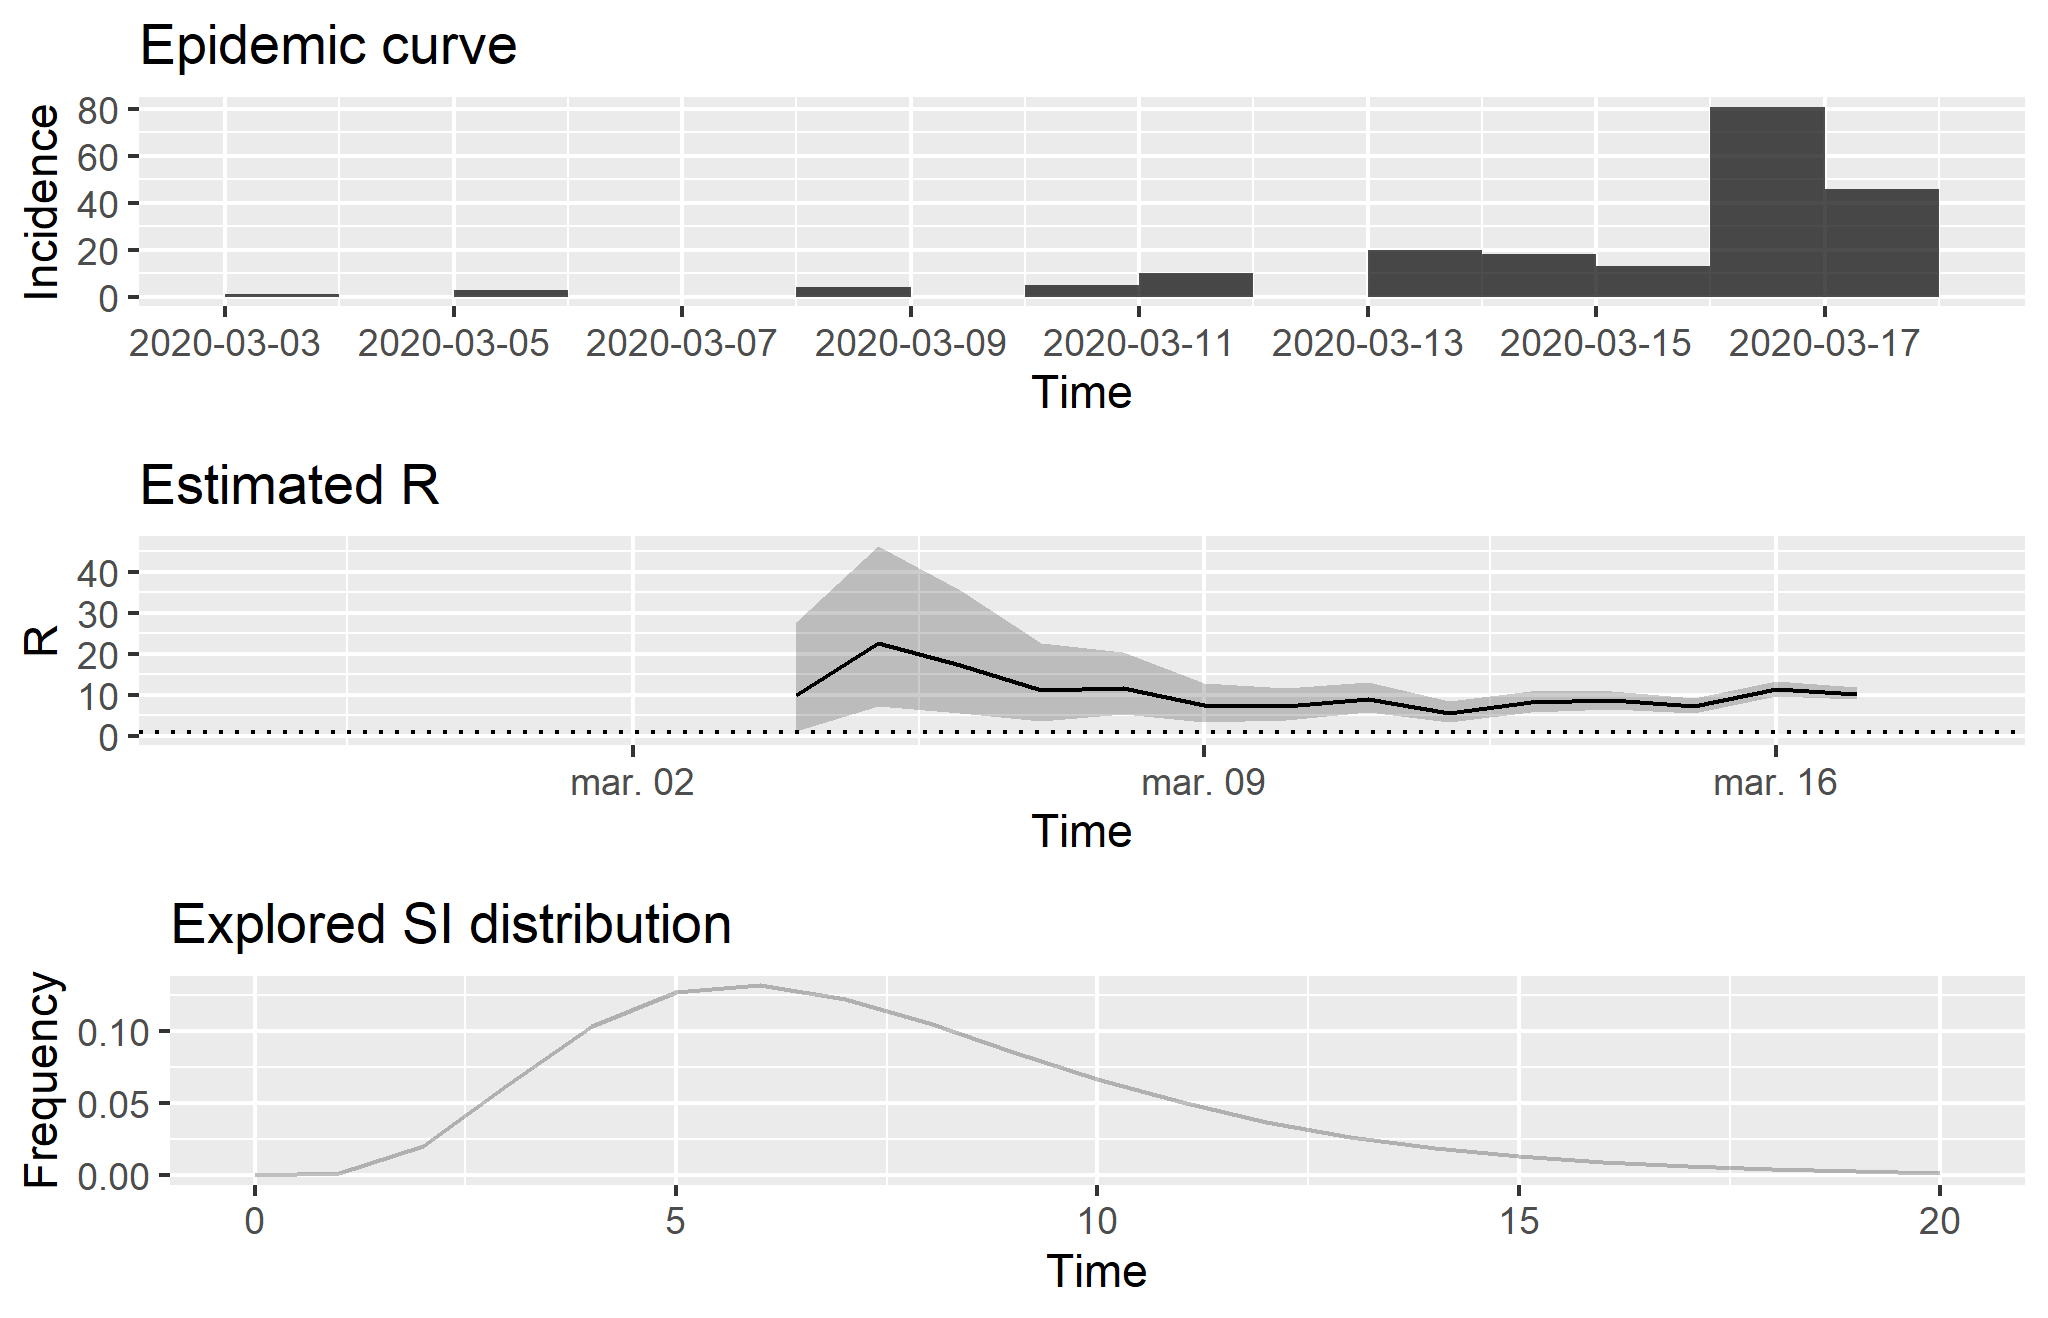 Epidemic curve
Incidence
80
60
40
20
0
2020-03-03 2020-03-05 2020-03-07 2020-03-09 2020-03-11 2020-03-13 2020-03-15 2020-03-17
Time
Estimated R
R
40
30
20
10
0
mar. 02 mar. 09 mar. 16
Time
Explored SI distribution
Frequency
0.10
0.05
0.00
0 5 10 15 20
Time